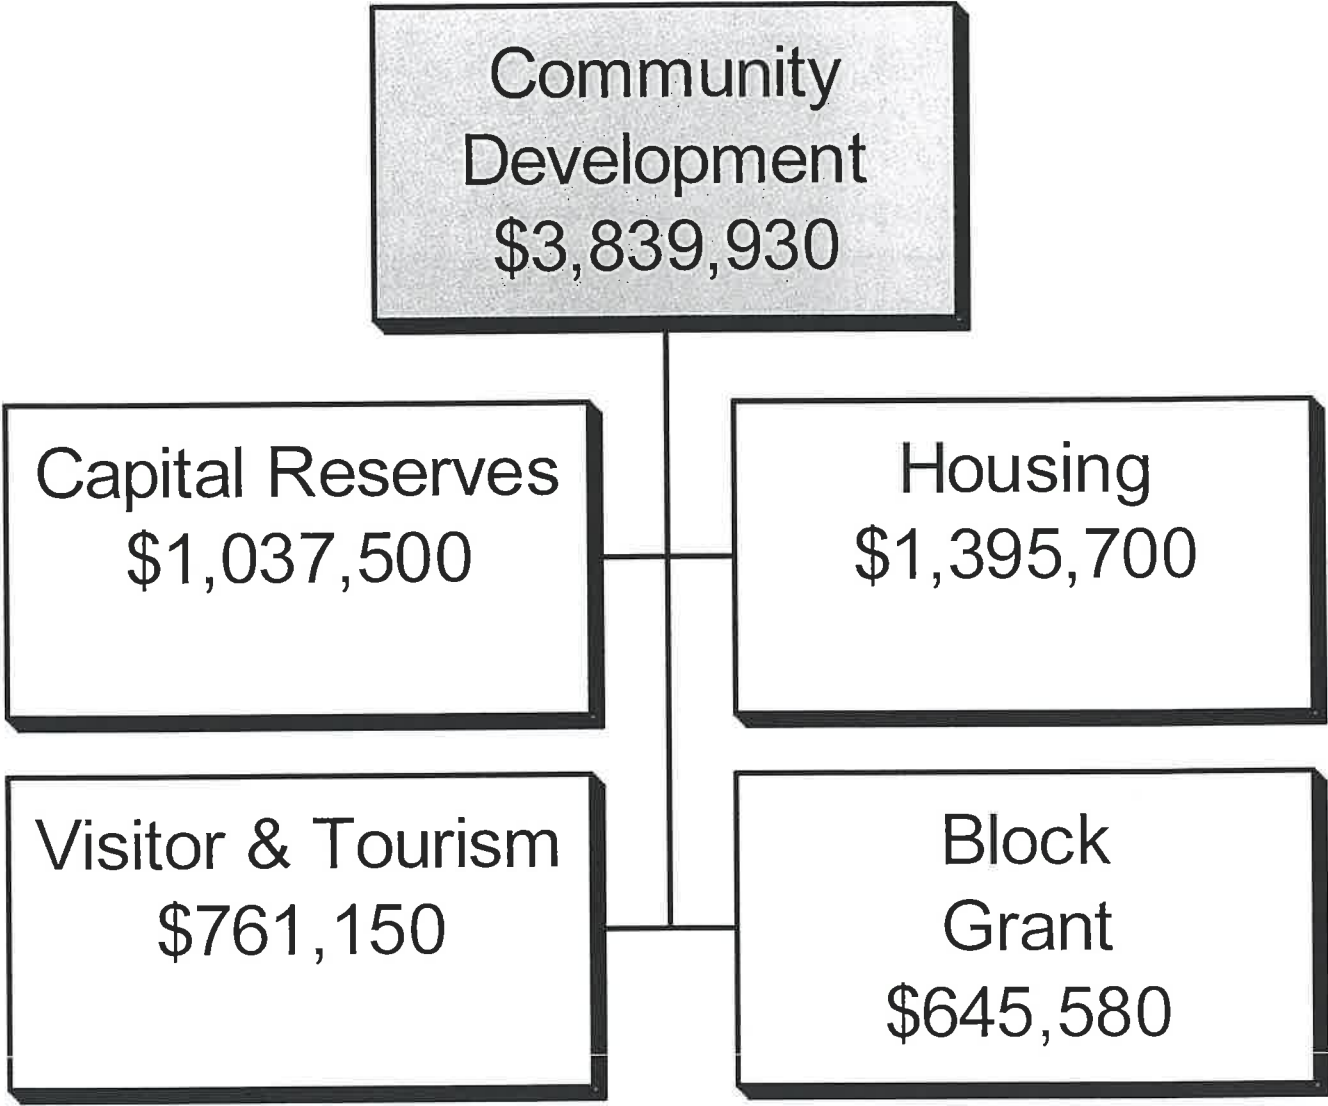 Community
Development
$3,839,930
Capital Reserves
$1,037,500
Housing
$1,395,700
Visitor & Tourism
$761,150
Block
Grant
$645,580